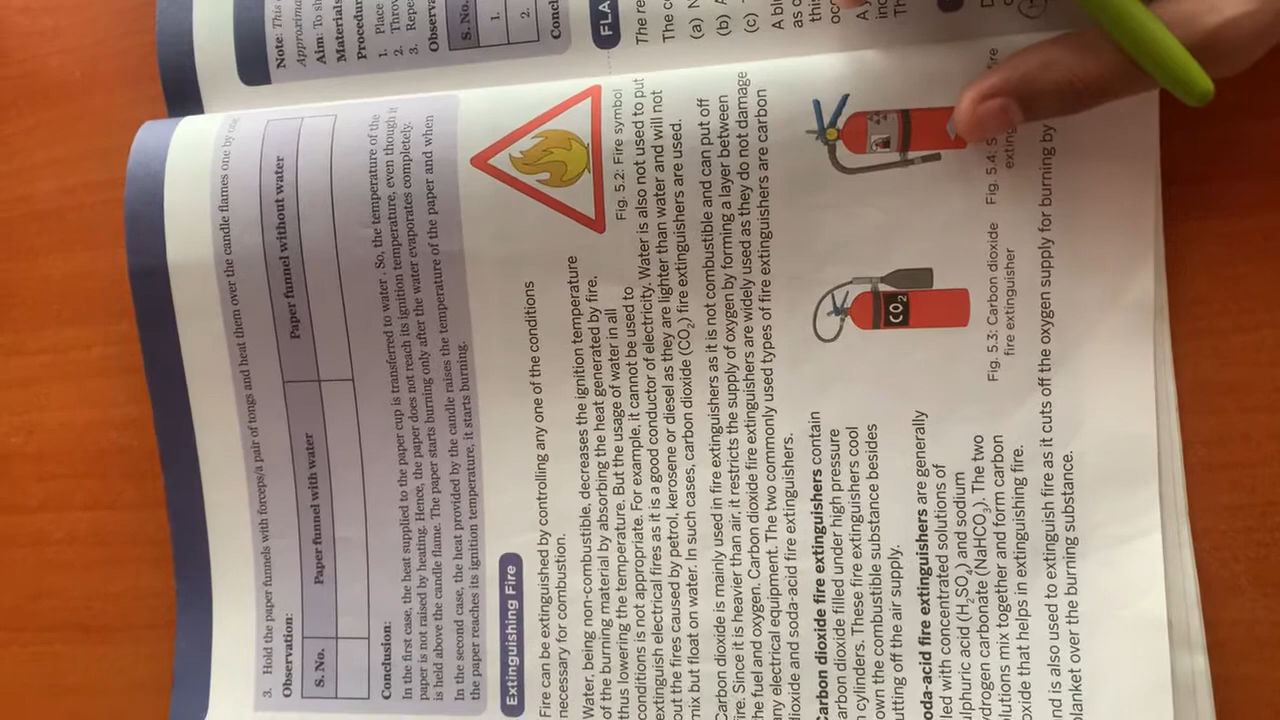 3. Hold the paper funnels with forceps/a pair of tongs and heat them over the candle flames one by one.
Observation:
S. No. Paper funnel with water Paper funnel without water
Conclusion:
In the first case, the heat supplied to the paper cup is transferred to water . So, the temperature of the
paper is not raised by heating. Hence, the paper does not reach its ignition temperature, even though it
is held above the candle flame. The paper starts burning only after the water evaporates completely.
In the second case, the heat provided by the candle raises the temperature of the paper and when
the paper reaches its ignition temperature, it starts burning.
Extinguishing Fire
Fire can be extinguished by controlling any one of the conditions
necessary for combustion.
Water, being non-combustible, decreases the ignition temperature
of the burning material by absorbing the heat generated by fire,
thus lowering the temperature. But the usage of water in all
conditions is not appropriate. For example, it cannot be used to
extinguish electrical fires as it is a good conductor of electricity. Water is also not used to put
out the fires caused by petrol, kerosene or diesel as they are lighter than water and will not
mix but float on water. In such cases, carbon dioxide (CO₂) fire extinguishers are used.
Fig. 5.2: Fire symbol
Carbon dioxide is mainly used in fire extinguishers as it is not combustible and can put off
fire. Since it is heavier than air, it restricts the supply of oxygen by forming a layer between
the fuel and oxygen. Carbon dioxide fire extinguishers are widely used as they do not damage
any electrical equipment. The two commonly used types of fire extinguishers are carbon
dioxide and soda-acid fire extinguishers.
Carbon dioxide fire extinguishers contain
carbon dioxide filled under high pressure
n cylinders. These fire extinguishers cool
own the combustible substance besides
utting off the air supply.
oda-acid fire extinguishers are generally
led with concentrated solutions of
ulphuric acid (H₂SO₄) and sodium
ydrogen carbonate (NaHCO₃). The two
olutions mix together and form carbon
oxide that helps in extinguishing fire.
CO₂
Fig. 5.3: Carbon dioxide
fire extinguisher
Fig. 5.4: S
fire
exting
nd is also used to extinguish fire as it cuts off the oxygen supply for burning by
blanket over the burning substance.
Note: This
Approxima
Aim: To sh
Materials
Procedur
1. Place
2. Throw
3. Repe
Observa
S. No.
1.
2.
Concl
FLA
The re
The c
(a) N
(b) A
(c)
A bl
as c
thi
oc
A y
in
Th